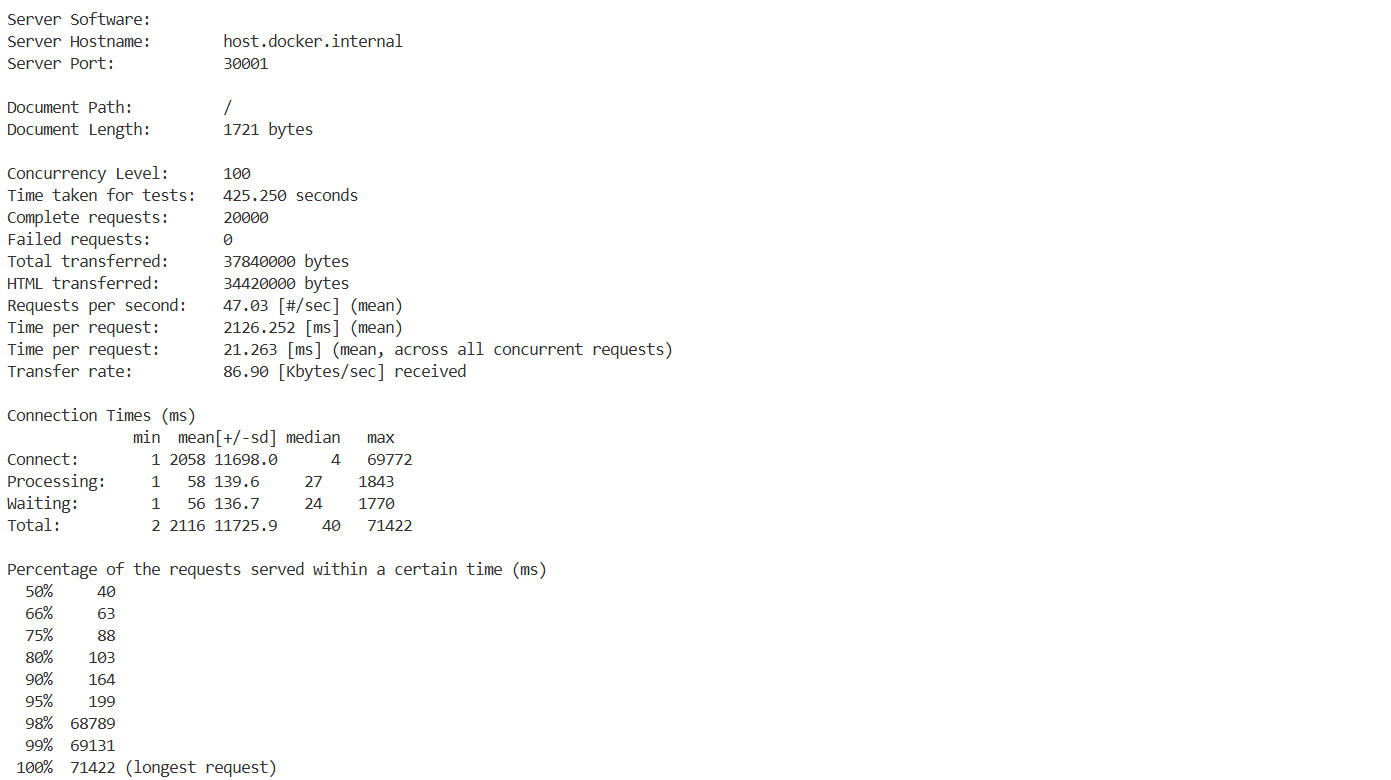 Server Software:
Server Hostname:        host.docker.internal
Server Port:            30001

Document Path:          /
Document Length:        1721 bytes

Concurrency Level:      100
Time taken for tests:   425.250 seconds
Complete requests:      20000
Failed requests:        0
Total transferred:      37840000 bytes
HTML transferred:       34420000 bytes
Requests per second:    47.03 [#/sec] (mean)
Time per request:       2126.252 [ms] (mean)
Time per request:       21.263 [ms] (mean, across all concurrent requests)
Transfer rate:          86.90 [Kbytes/sec] received

Connection Times (ms)
              min  mean[+/-sd] median   max
Connect:        1 2058 11698.0      4   69772
Processing:     1   58 139.6     27    1843
Waiting:        1   56 136.7     24    1770
Total:          2 2116 11725.9     40   71422

Percentage of the requests served within a certain time (ms)
  50%     40
  66%     63
  75%     88
  80%    103
  90%    164
  95%    199
  98%  68789
  99%  69131
 100%  71422 (longest request)